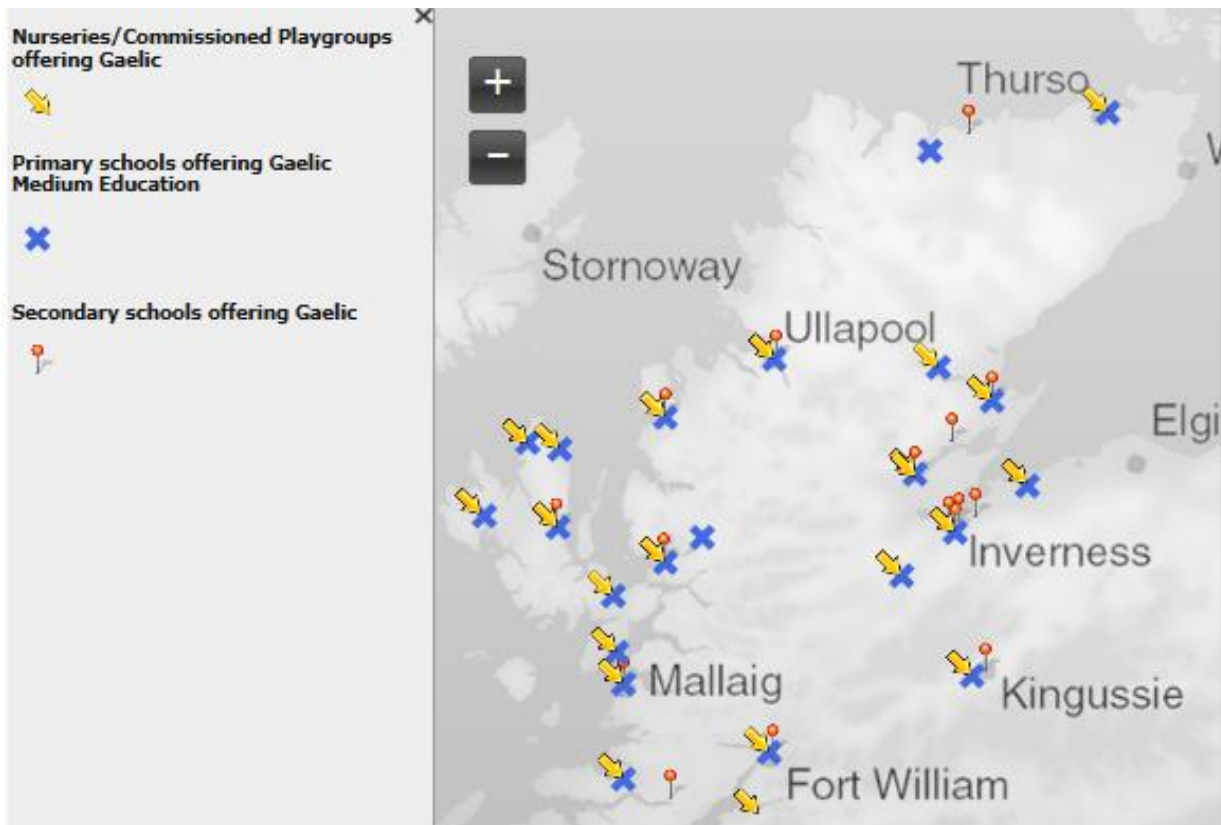 ×
Nurseries/Commissioned Playgroups
offering Gaelic
Primary schools offering Gaelic
Medium Education
Secondary schools offering Gaelic
+
−
Thurso
Stornoway
Ullapool
Elgi
Inverness
Mallaig
Kingussie
Fort William